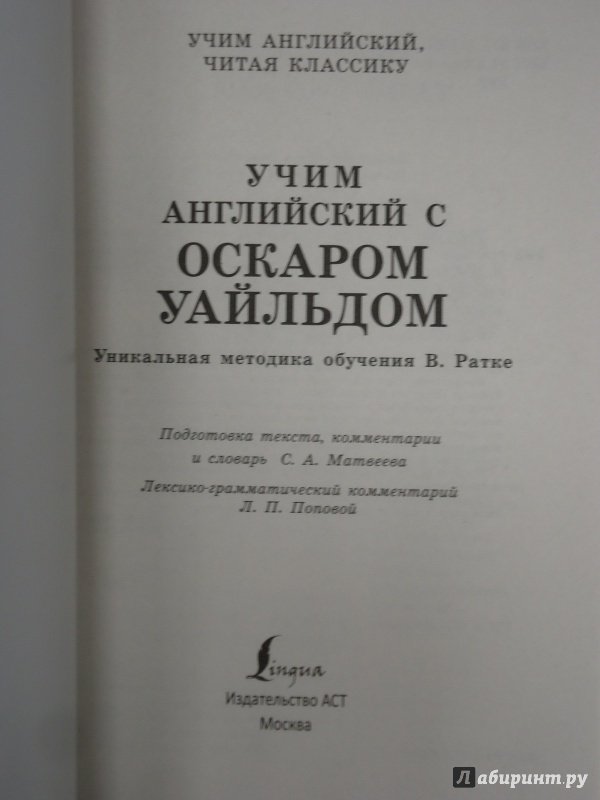 УЧИМ АНГЛИЙСКИЙ,
ЧИТАЯ КЛАССИКУ
УЧИМ
АНГЛИЙСКИЙ С
ОСКАРОМ
УАЙЛЬДОМ
Уникальная методика обучения В. Ратке
Подготовка текста, комментарии
и словарь С. А. Матвеева
Лексико-грамматический комментарий
Л. П. Поповой
Lingua
Издательство АСТ
Москва
Лабиринт.ру